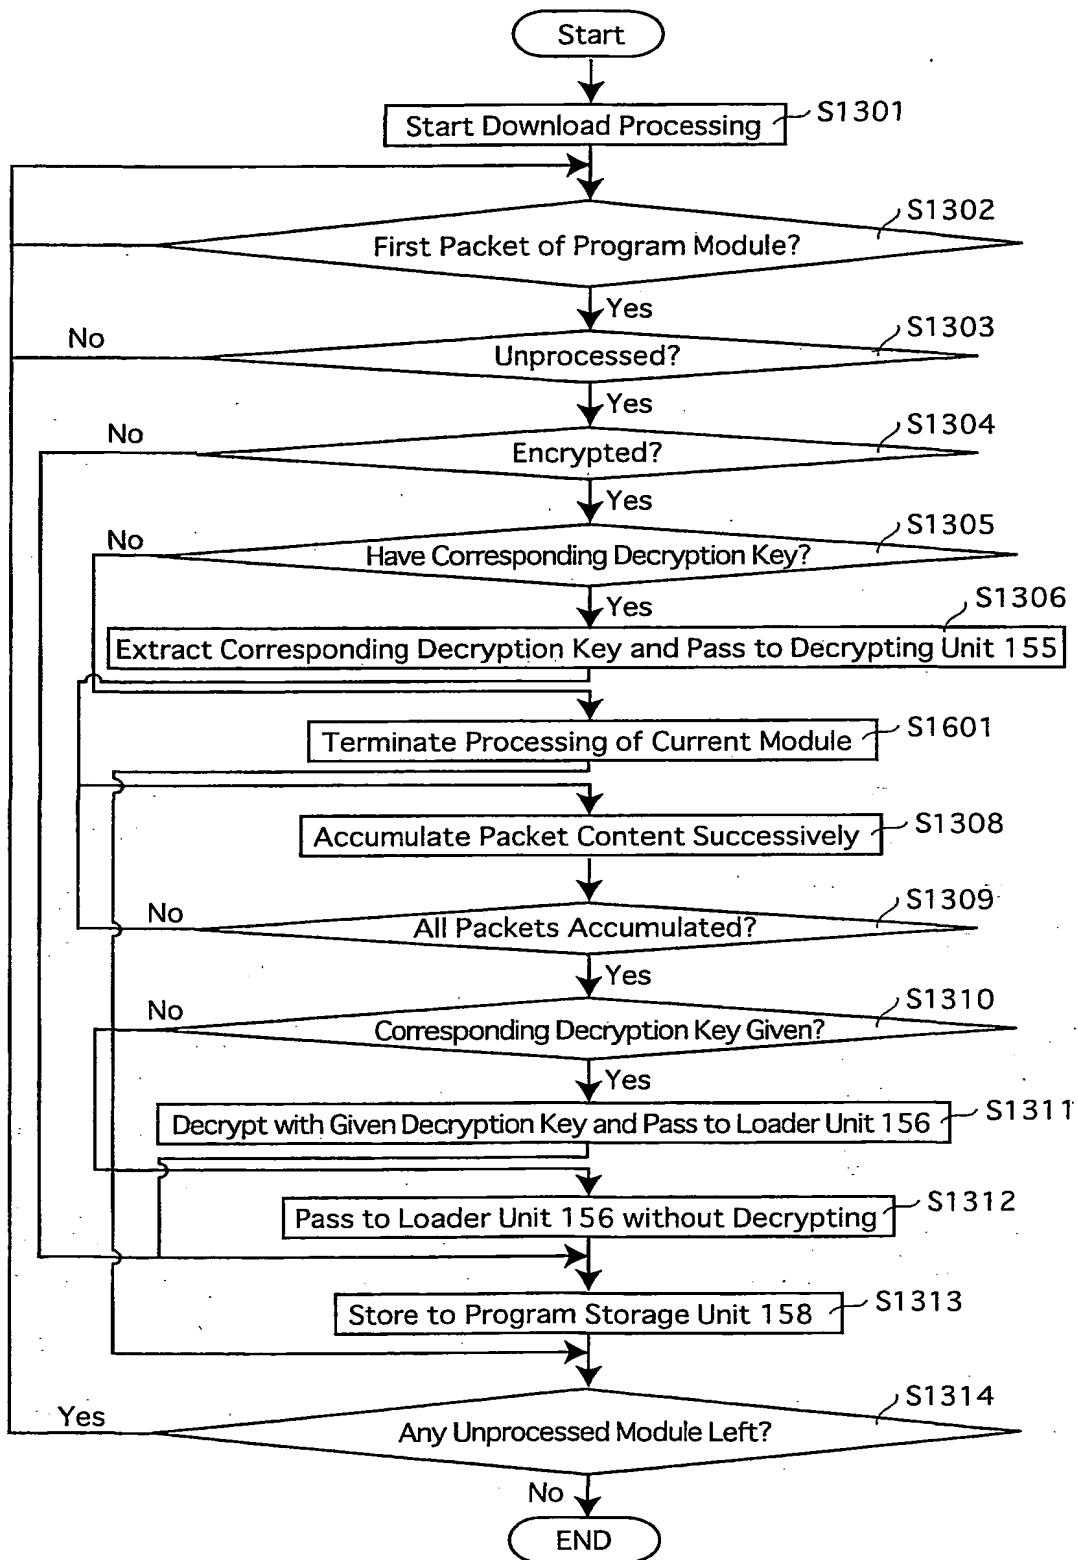 Start
Start Download Processing
S1301
First Packet of Program Module?
S1302
Yes
No
Unprocessed?
S1303
Yes
No
Encrypted?
S1304
Yes
No
Have Corresponding Decryption Key?
S1305
Yes
S1306
Extract Corresponding Decryption Key and Pass to Decrypting Unit 155
Terminate Processing of Current Module
S1601
Accumulate Packet Content Successively
S1308
No
All Packets Accumulated?
S1309
Yes
No
Corresponding Decryption Key Given?
S1310
Yes
Decrypt with Given Decryption Key and Pass to Loader Unit 156
S1311
Pass to Loader Unit 156 without Decrypting
S1312
Store to Program Storage Unit 158
S1313
Yes
Any Unprocessed Module Left?
S1314
No
END